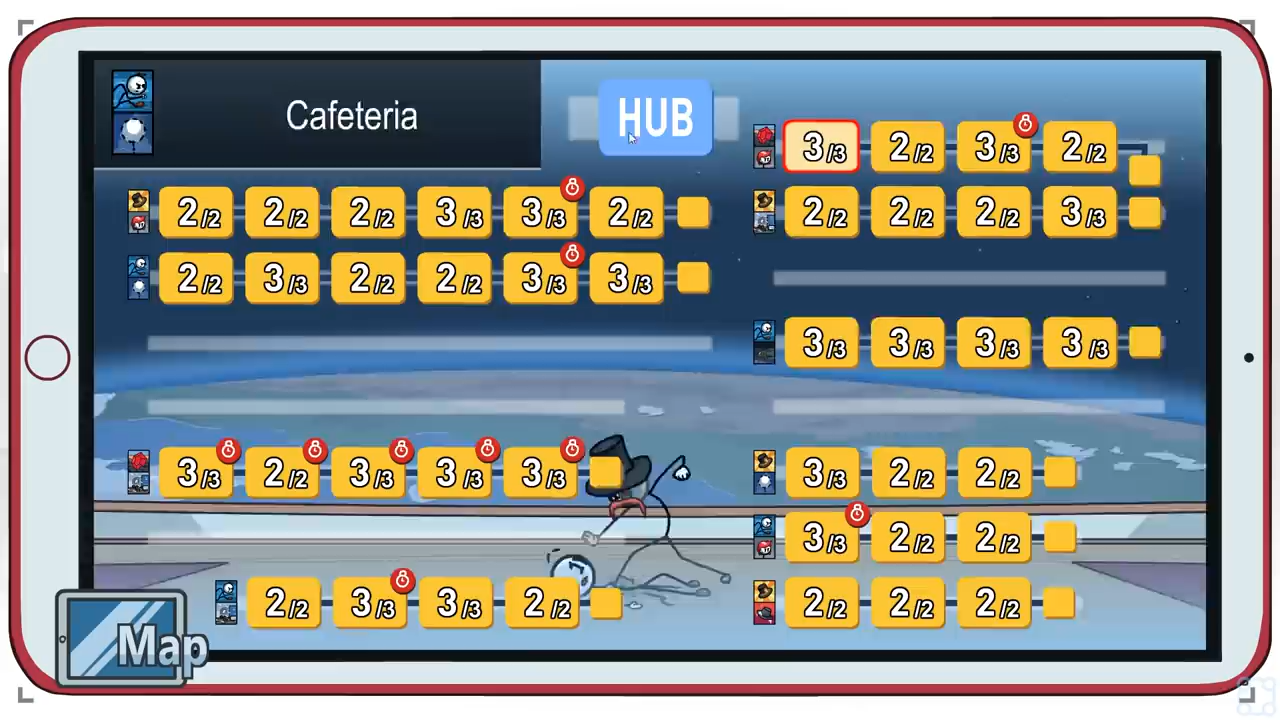 Cafeteria
HUB
3/3 2/2 3/3 2/2
2/2 2/2 2/2 3/3 3/3 2/2
2/2 2/2 2/2 3/3
2/2 3/3 2/2 2/2 3/3 3/3
3/3 3/3 3/3 3/3
3/3 2/2 3/3 3/3 3/3
3/3 2/2 2/2
3/3 2/2 2/2
2/2 3/3 3/3 2/2
2/2 2/2 2/2
Map